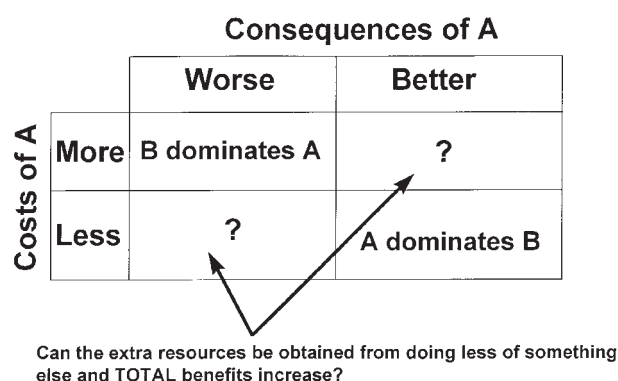 Consequences of A
Worse Better
Costs of A
More B dominates A ?
Less ? A dominates B
Can the extra resources be obtained from doing less of something
else and TOTAL benefits increase?